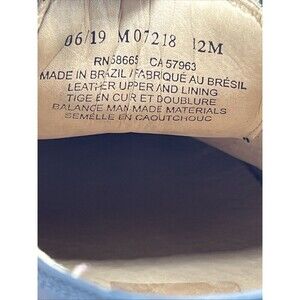 06/19 M07218 12M
RN58665 CA57963
MADE IN BRAZIL/FABRIQUÉ AU BRÉSIL
LEATHER UPPER AND LINING
TIGE EN CUIR ET DOUBLURE
BALANCE MAN-MADE MATERIALS
SEMELLE EN CAOUTCHOUC